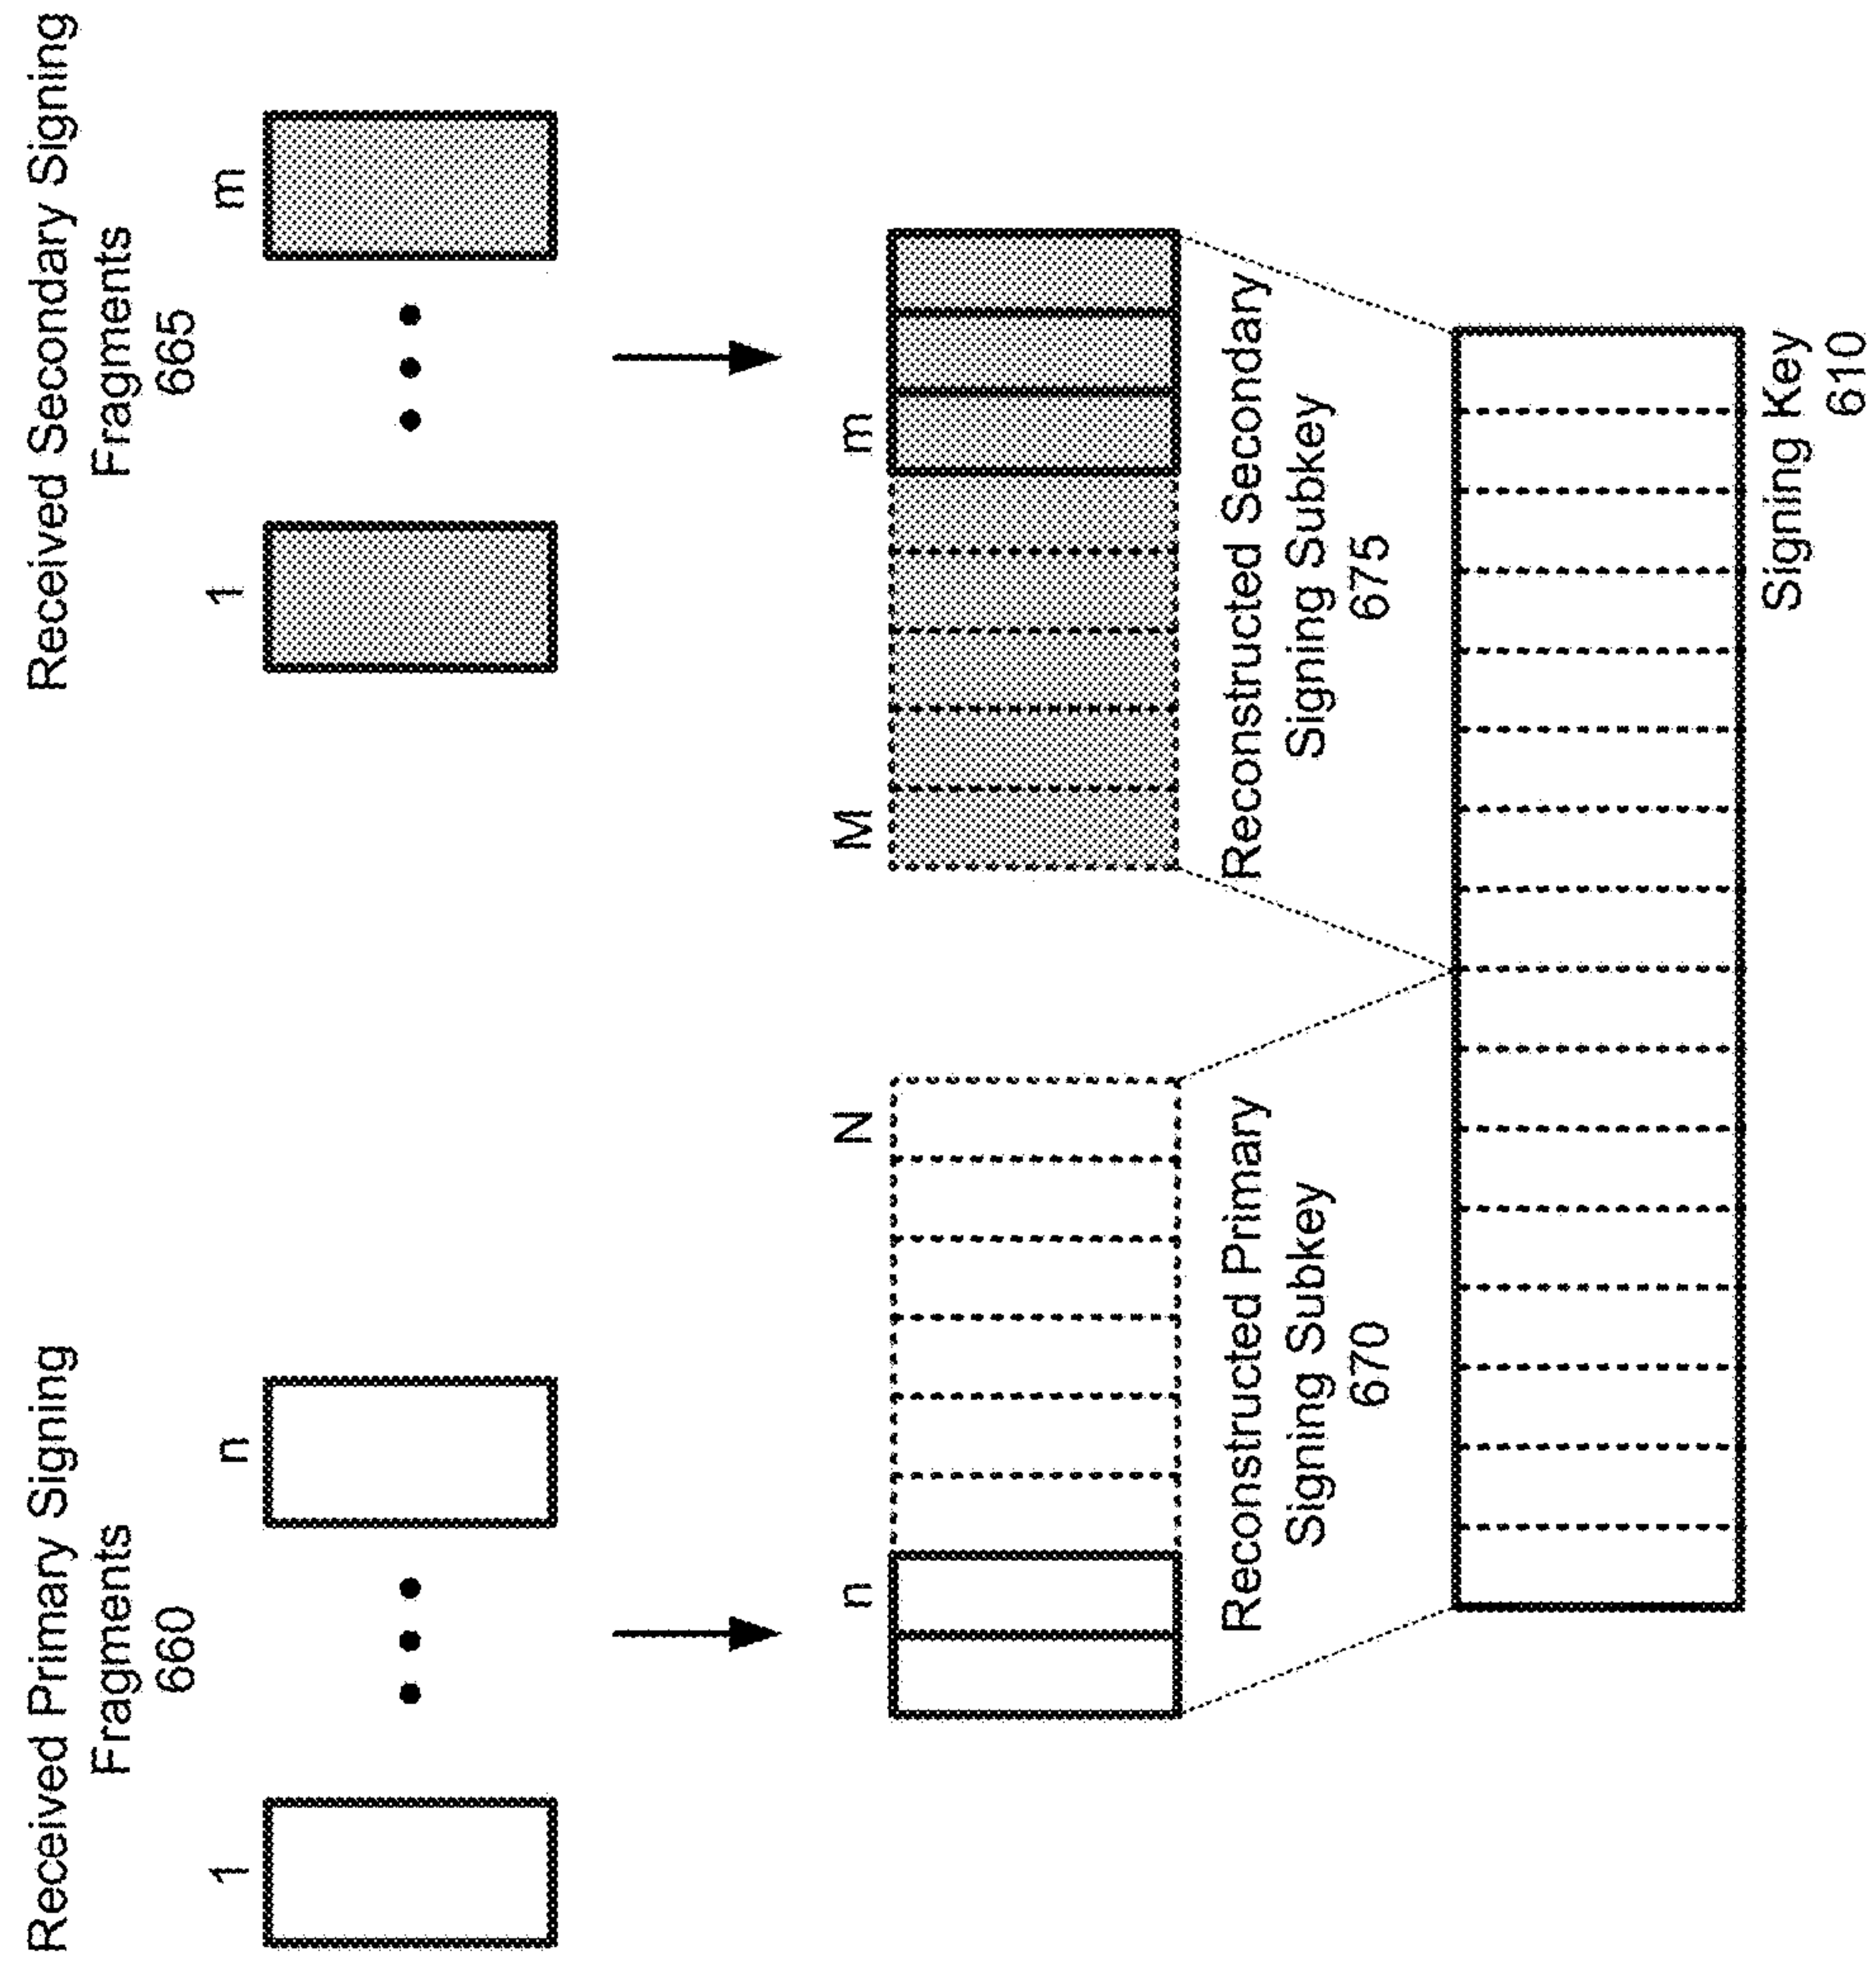 Received Primary Signing
Fragments
660
1
n
Received Secondary Signing
Fragments
665
1
m
n
N
Reconstructed Primary
Signing Subkey
670
M
m
Reconstructed Secondary
Signing Subkey
675
Signing Key
610